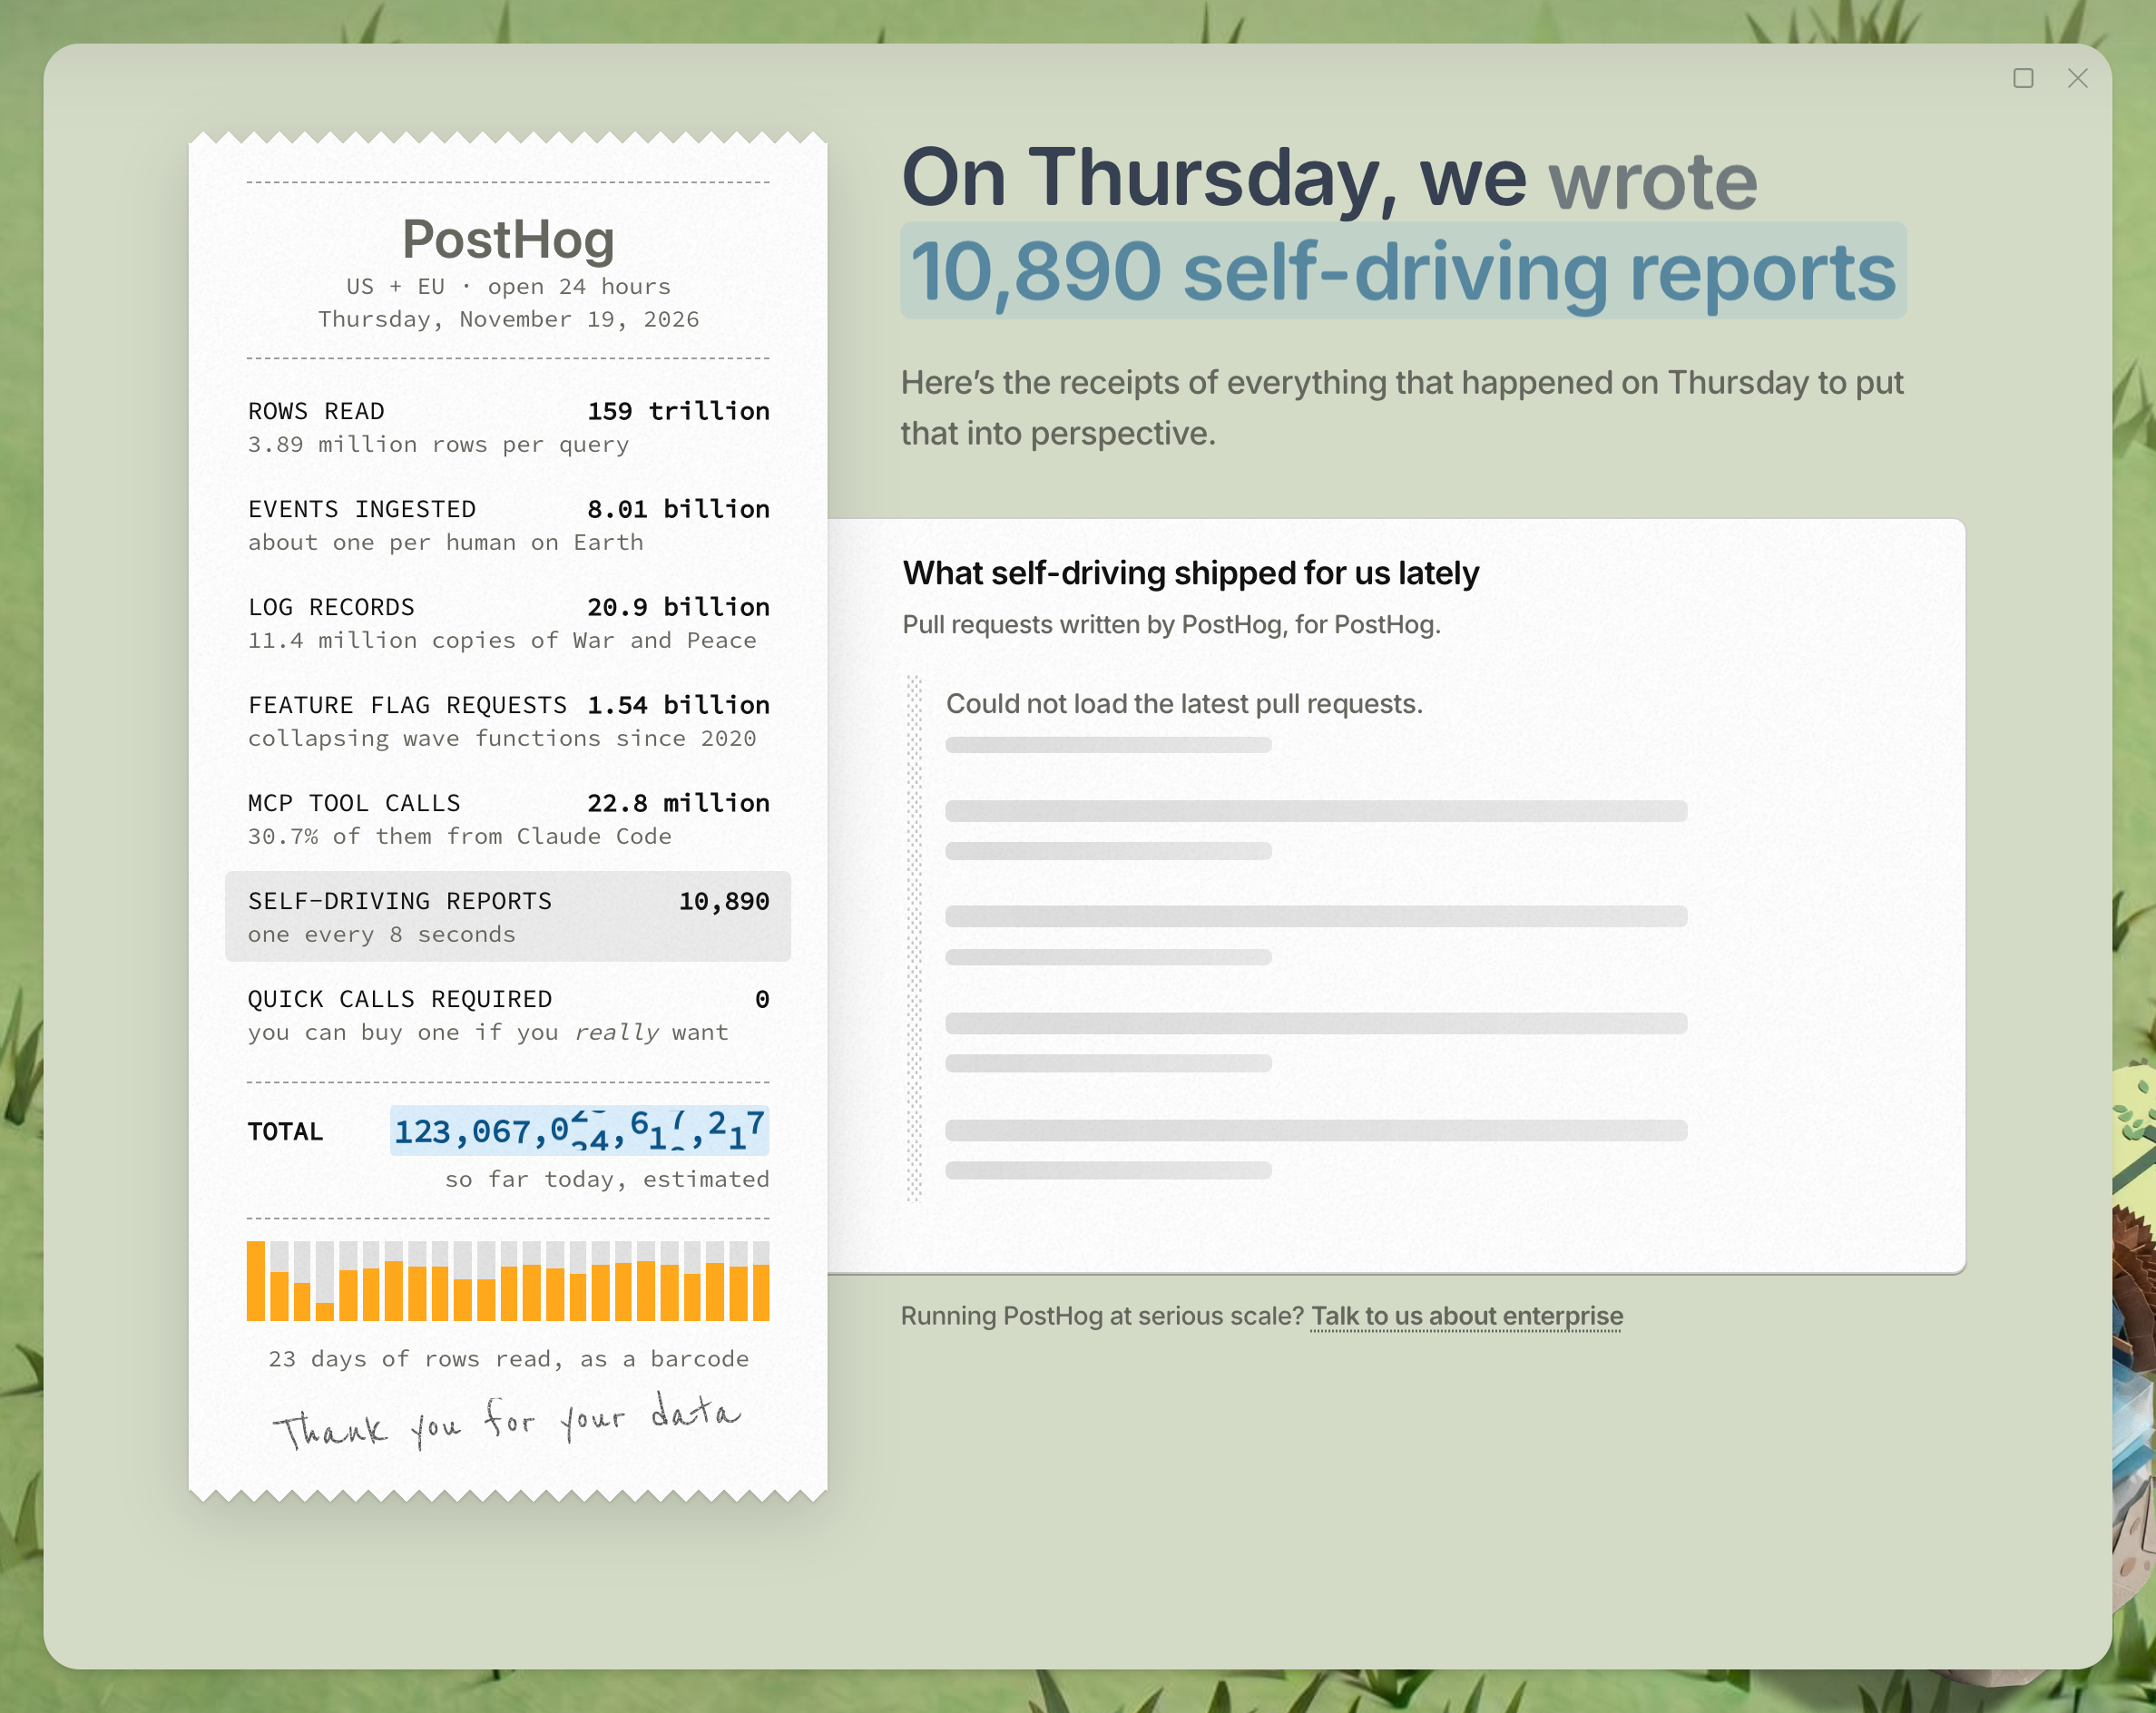 PostHog
US + EU · open 24 hours
Thursday, November 19, 2026
ROWS READ 159 trillion
3.89 million rows per query
EVENTS INGESTED 8.01 billion
about one per human on Earth
LOG RECORDS 20.9 billion
11.4 million copies of War and Peace
FEATURE FLAG REQUESTS 1.54 billion
collapsing wave functions since 2020
MCP TOOL CALLS 22.8 million
30.7% of them from Claude Code
SELF-DRIVING REPORTS 10,890
one every 8 seconds
QUICK CALLS REQUIRED 0
you can buy one if you really want
TOTAL
so far today, estimated
23 days of rows read, as a barcode
Thank you for your data
On Thursday, we wrote
10,890 self-driving reports
Here’s the receipts of everything that happened on Thursday to put
that into perspective.
What self-driving shipped for us lately
Pull requests written by PostHog, for PostHog.
Could not load the latest pull requests.
Running PostHog at serious scale? Talk to us about enterprise